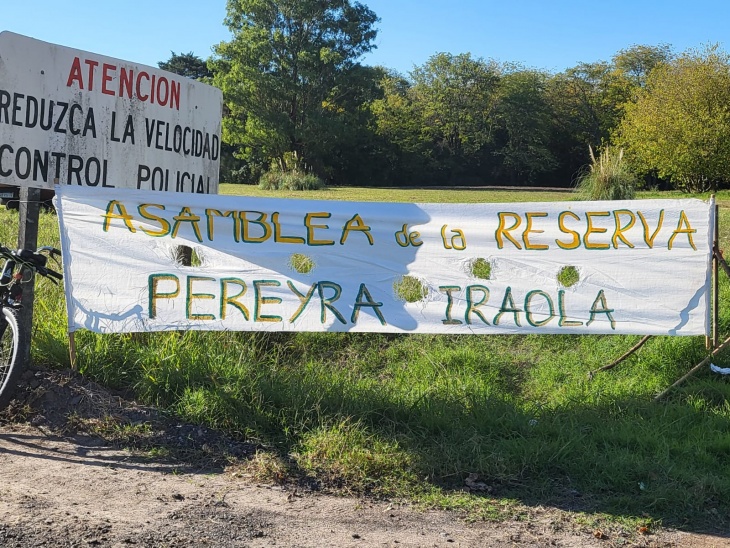 ATENCION
REDUZCA LA VELOCIDAD
CONTROL POLICIAL
ASAMBLEA de la RESERVA
PEREYRA IRAOLA